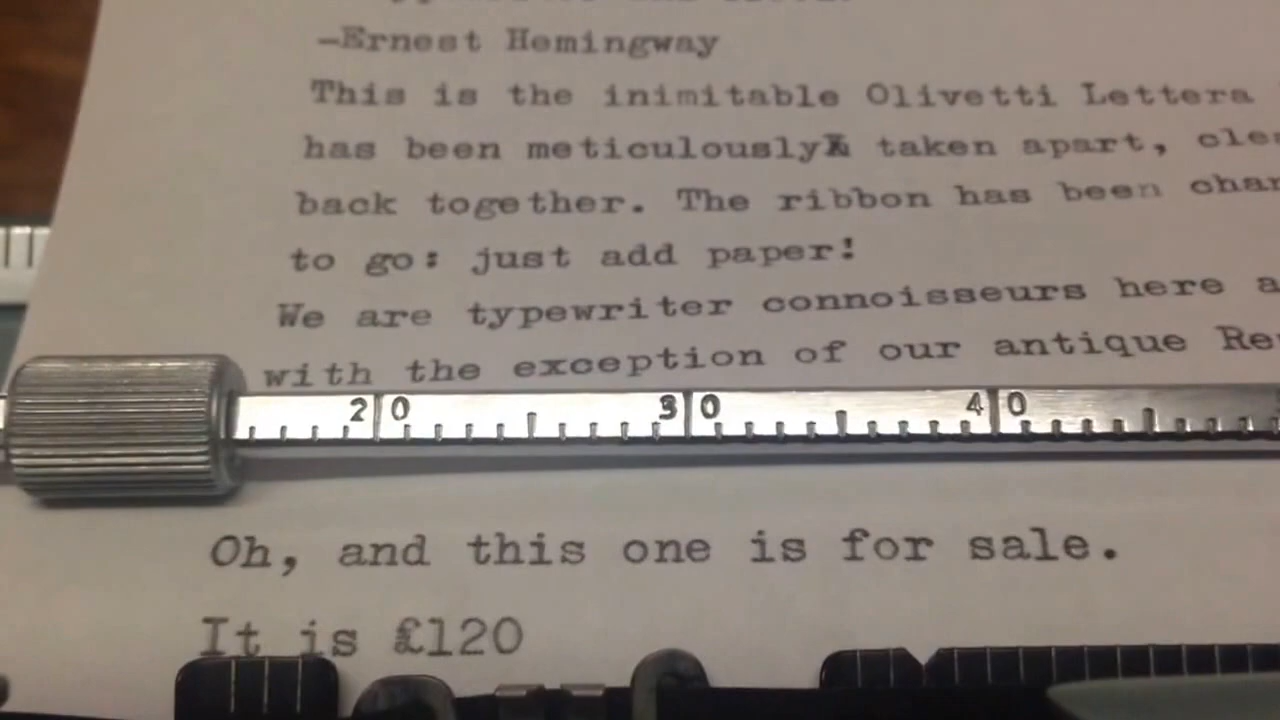 —Ernest Hemingway
This is the inimitable Olivetti Lettera
has been meticulously taken apart,
back together. The ribbon has been
to go: just add paper!
We are typewriter connoisseurs here
with the exception of our antique
20 30 40
Oh, and this one is for sale.
It is £120